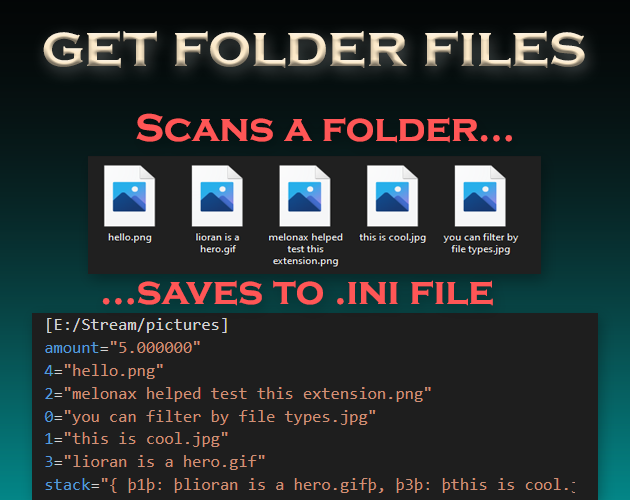 GET FOLDER FILES
SCANS A FOLDER...
hello.png
lioran is a
hero.gif
melonax helped
test this
extension.png
this is cool.jpg
you can filter by
file types.jpg
...SAVES TO .INI FILE
[E:/Stream/pictures]
amount="5.000000"
4="hello.png"
2="melonax helped test this extension.png"
0="you can filter by file types.jpg"
1="this is cool.jpg"
3="lioran is a hero.gif"
stack="{ þ1þ: þlioran is a hero.gifþ, þ3þ: þthis is cool.